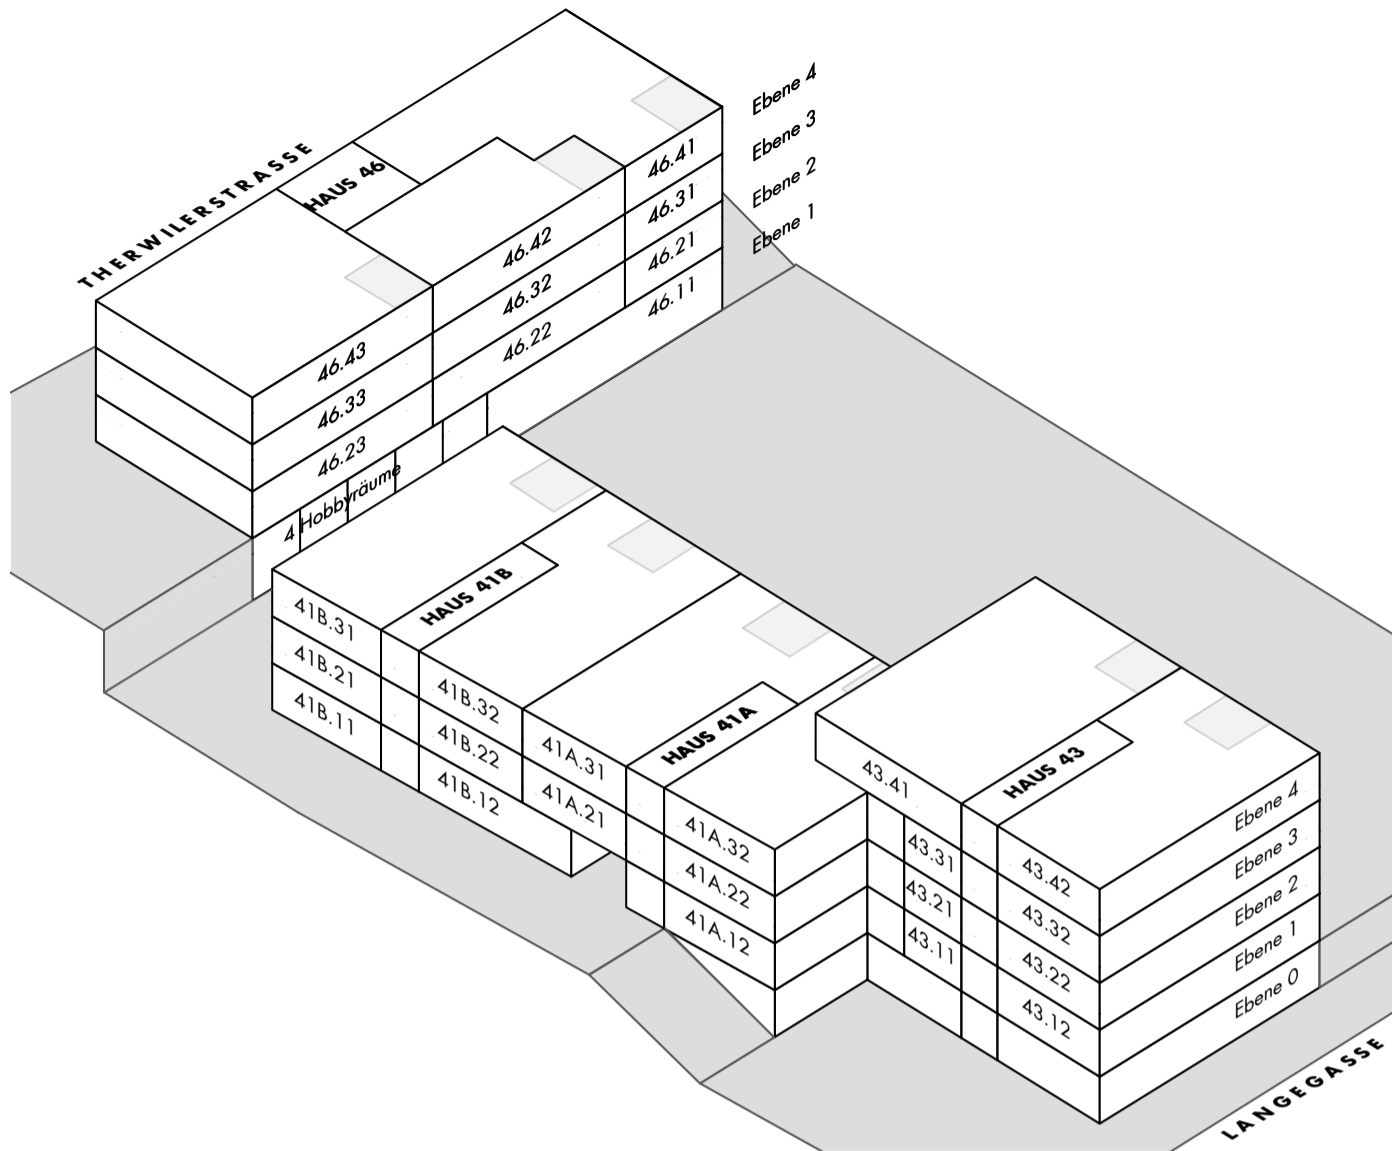 Ebene 4
Ebene 3
Ebene 2
Ebene 1
THERWILERSTRASSE
HAUS 46
46.41
46.31
46.21
46.11
46.42
46.32
46.22
46.43
46.33
46.23
4 Hobbyräume
HAUS 41B
41B.31
41B.21
41B.11
41B.32
41B.22
41B.12
HAUS 41A
41A.31
41A.21
41A.32
41A.22
41A.12
HAUS 43
43.41
43.31
43.21
43.11
43.42
43.32
43.22
43.12
Ebene 4
Ebene 3
Ebene 2
Ebene 1
Ebene 0
LANGEGASSE